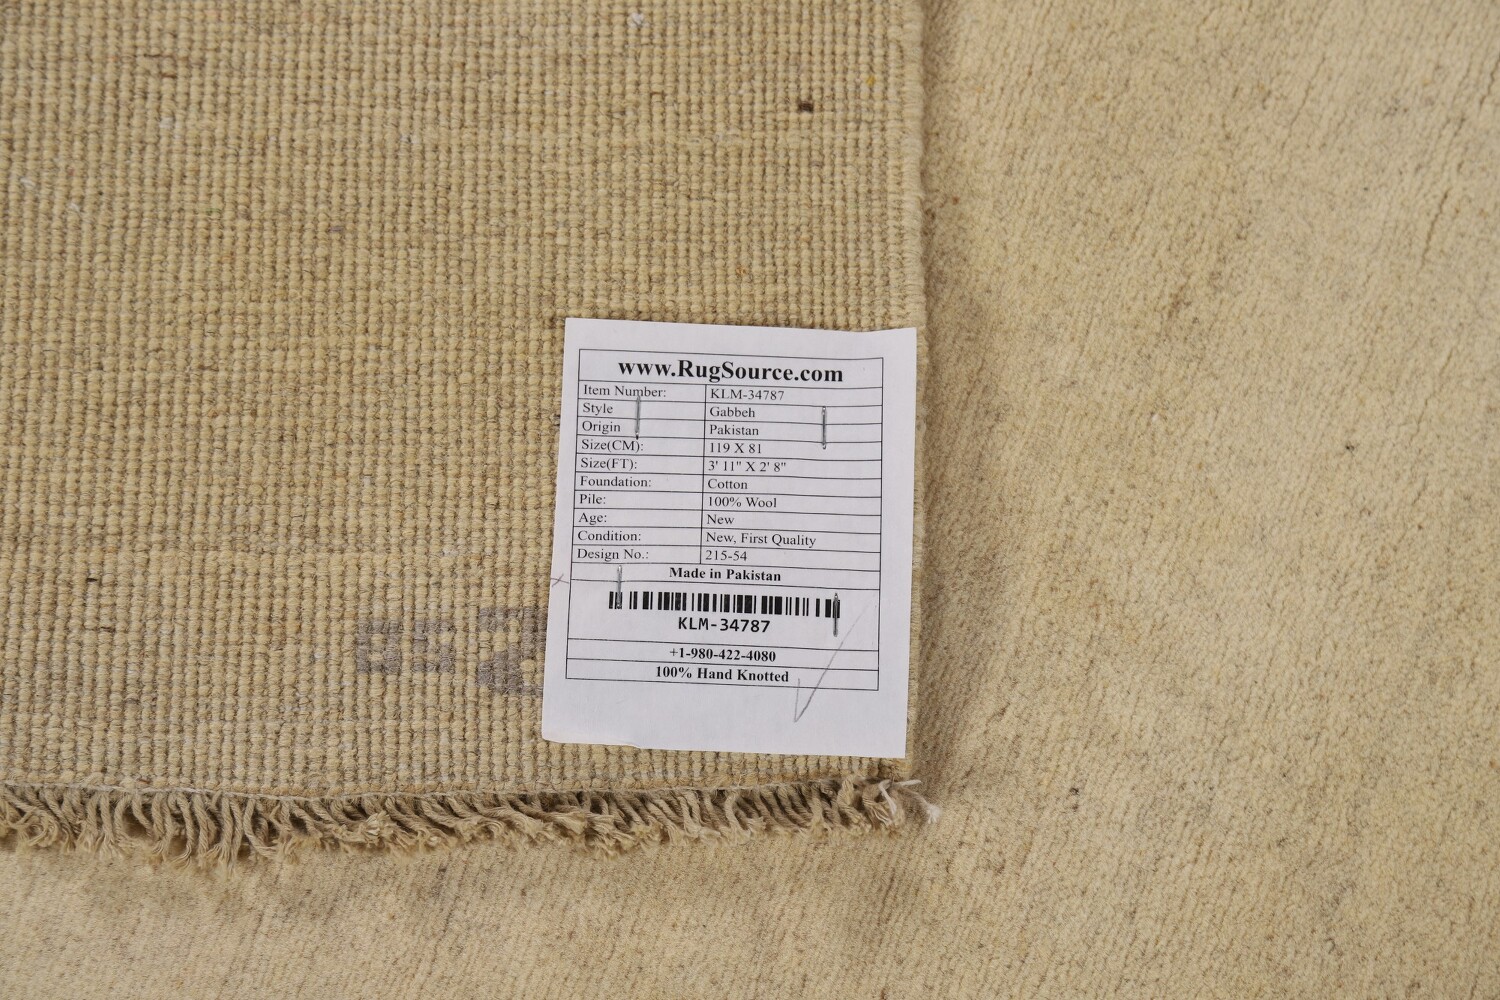 www.RugSource.com
Item Number: KLM-34787
Style Gabbeh
Origin Pakistan
Size(CM): 119 X 81
Size(FT): 3' 11" X 2' 8"
Foundation: Cotton
Pile: 100% Wool
Age: New
Condition: New, First Quality
Design No.: 215-54
Made in Pakistan
KLM-34787
+1-980-422-4080
100% Hand Knotted